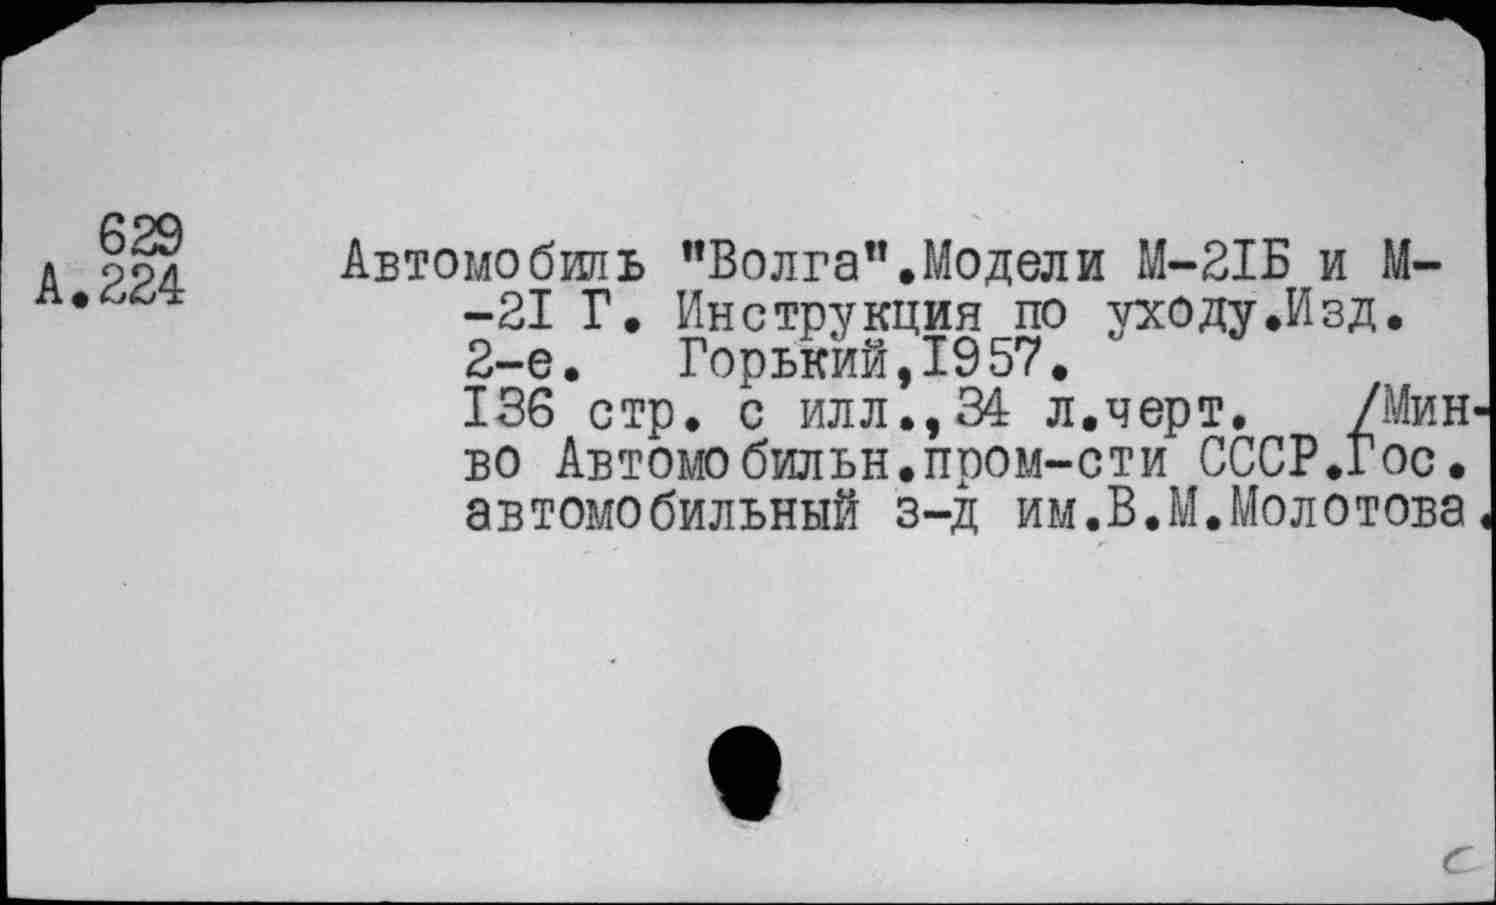 629
А.224
Автомобиль "Волга".Модели М-21Б и М-
-21 Г. Инструкция по уходу.Изд.
2-е. Горький,1957.
136 стр. с илл.,34 л.черт. /Мин-
во Автомобильн.пром-сти СССР.Гос.
автомобильный з-д им.В.М.Молотова.
с